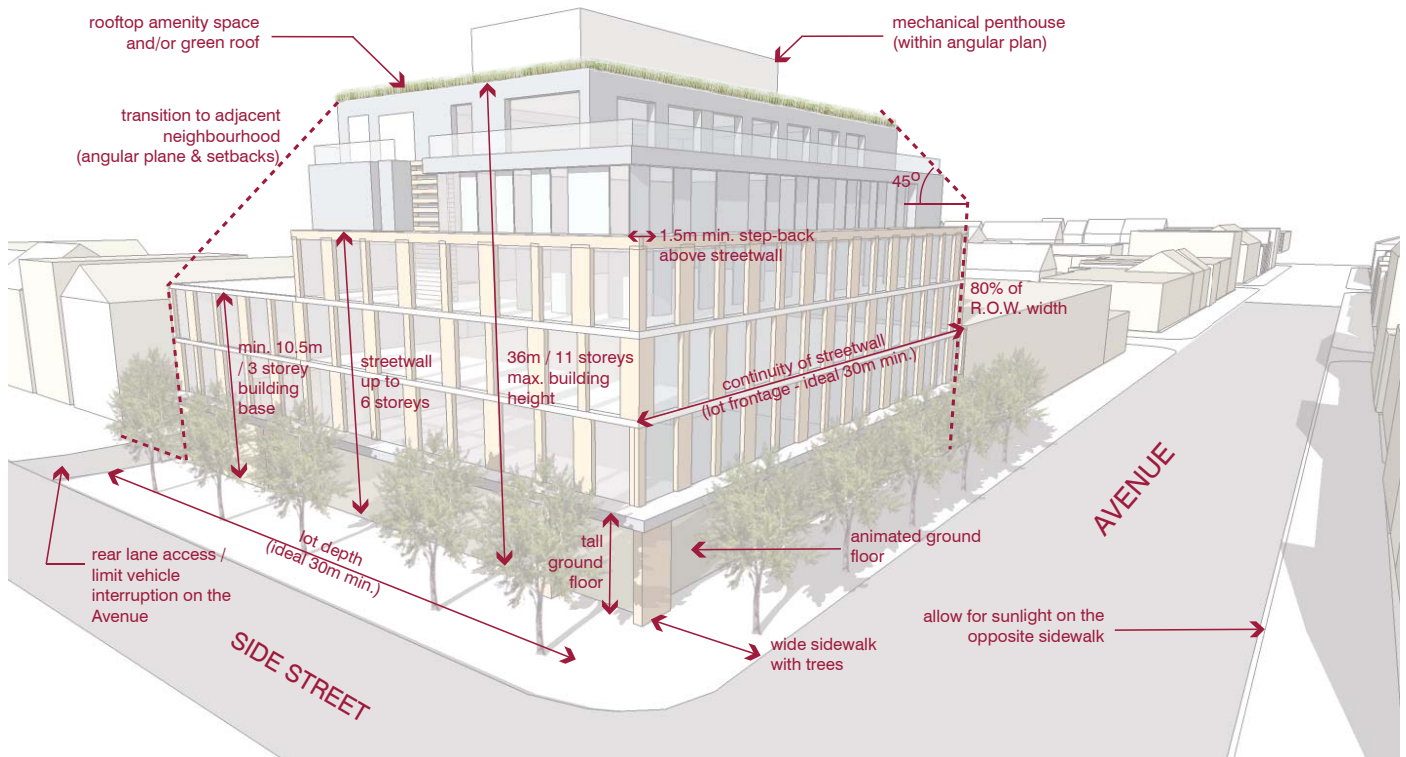 rooftop amenity space
and/or green roof
mechanical penthouse
(within angular plan)
transition to adjacent
neighbourhood
(angular plane & setbacks)
45°
1.5m min. step-back
above streetwall
80% of
R.O.W. width
min. 10.5m
/ 3 storey
building
base
streetwall
up to
6 storeys
36m / 11 storeys
max. building
height
continuity of streetwall
(lot frontage - ideal 30m min.)
AVENUE
rear lane access /
limit vehicle
interruption on the
Avenue
lot depth
(ideal 30m min.)
tall
ground
floor
animated ground
floor
wide sidewalk
with trees
allow for sunlight on the
opposite sidewalk
SIDE STREET